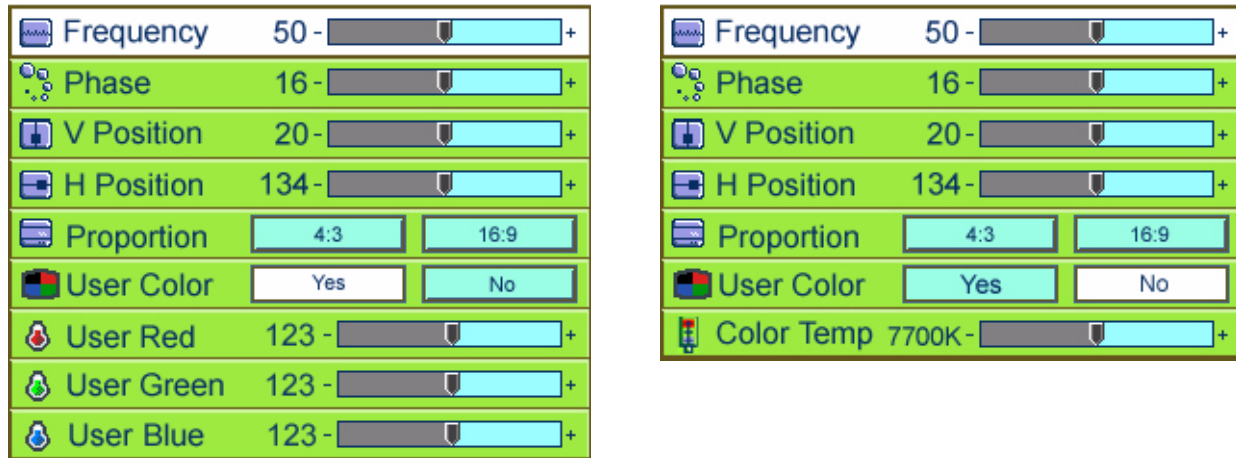 Frequency 50 - +
Phase 16 - +
V Position 20 - +
H Position 134 - +
Proportion 4:3 16:9
User Color Yes No
User Red 123 - +
User Green 123 - +
User Blue 123 - +
Frequency 50 - +
Phase 16 - +
V Position 20 - +
H Position 134 - +
Proportion 4:3 16:9
User Color Yes No
Color Temp 7700K - +